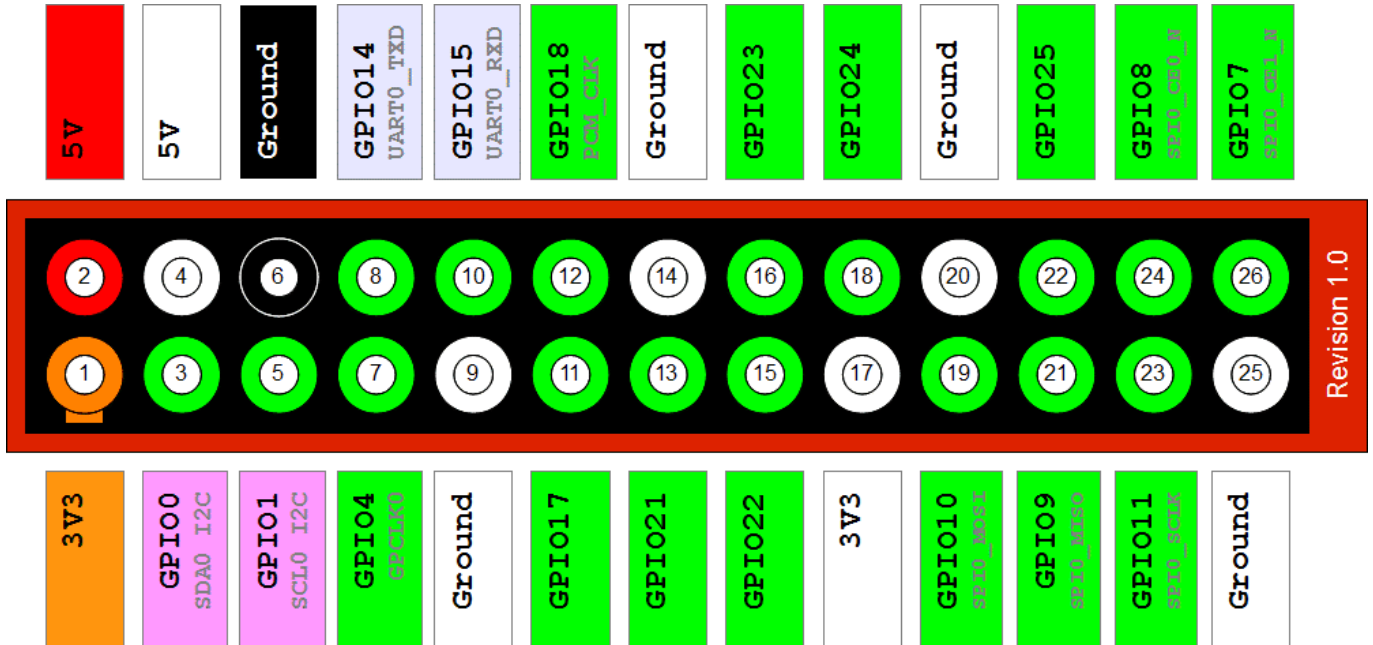 5V
5V
Ground
GPIO14
UART0_TXD
GPIO15
UART0_RXD
GPIO18
PCM_CLK
Ground
GPIO23
GPIO24
Ground
GPIO25
GPIO8
SPI0_CE0_N
GPIO7
SPI0_CE1_N
2 4 6 8 10 12 14 16 18 20 22 24 26
1 3 5 7 9 11 13 15 17 19 21 23 25
Revision 1.0
3V3
GPIO0
SDA0 I2C
GPIO1
SCL0 I2C
GPIO4
GPCLK0
Ground
GPIO17
GPIO21
GPIO22
3V3
GPIO10
SPI0_MOSI
GPIO9
SPI0_MISO
GPIO11
SPI0_SCLK
Ground